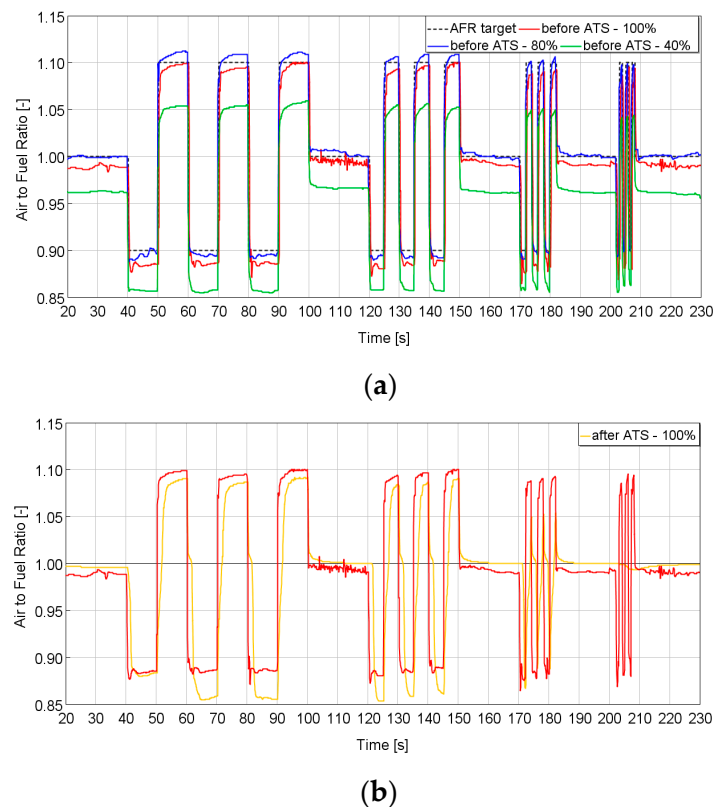 AFR target before ATS - 100%
before ATS - 80% before ATS - 40%
1.15
1.10
1.05
1.00
0.95
0.90
0.85
Air to Fuel Ratio [-]
20 30 40 50 60 70 80 90 100 110 120 130 140 150 160 170 180 190 200 210 220 230
Time [s]
(a)
after ATS - 100%
1.15
1.10
1.05
1.00
0.95
0.90
0.85
Air to Fuel Ratio [-]
20 30 40 50 60 70 80 90 100 110 120 130 140 150 160 170 180 190 200 210 220 230
Time [s]
(b)